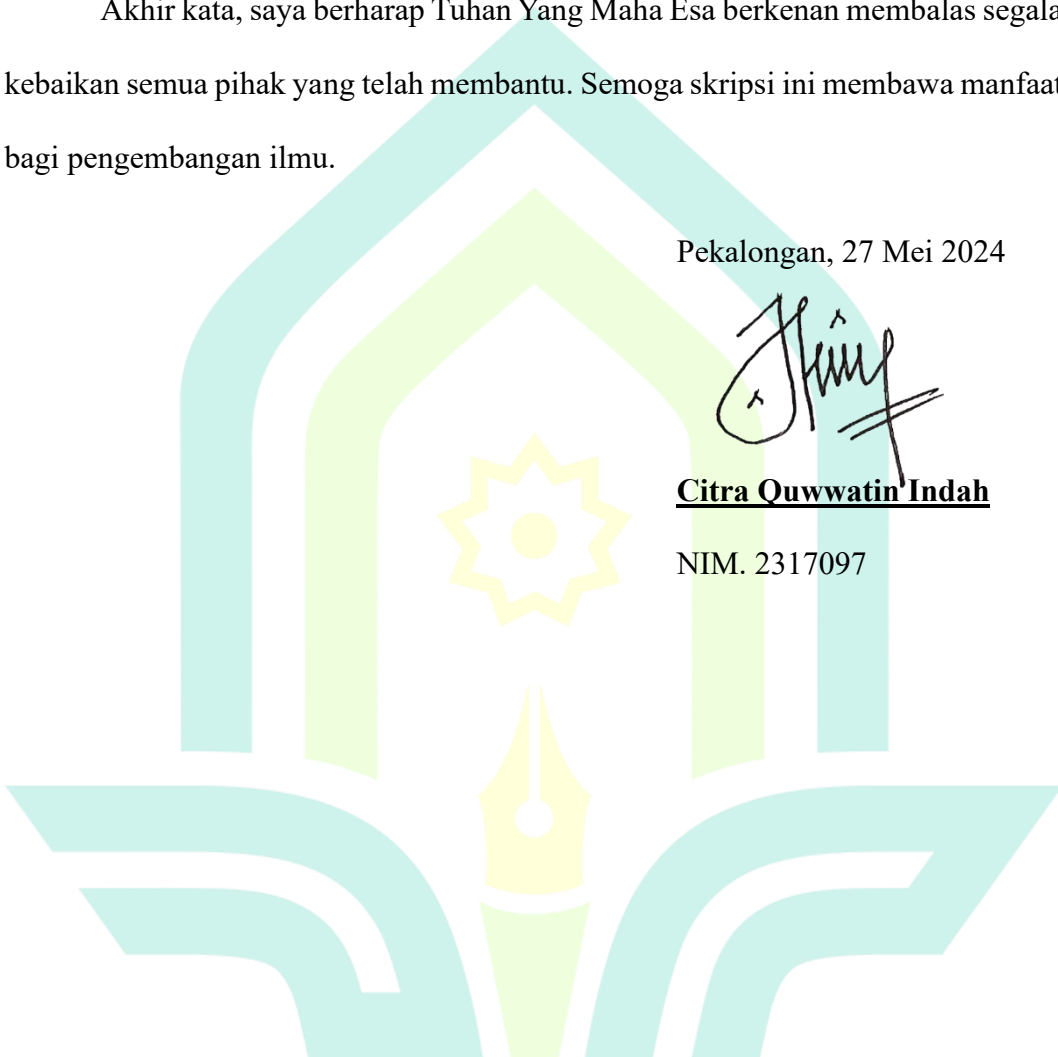 Akhir kata, saya berharap Tuhan Yang Maha Esa berkenan membalas segala
kebaikan semua pihak yang telah membantu. Semoga skripsi ini membawa manfaat
bagi pengembangan ilmu.
Pekalongan, 27 Mei 2024
Citra Quwwatin Indah
NIM. 2317097